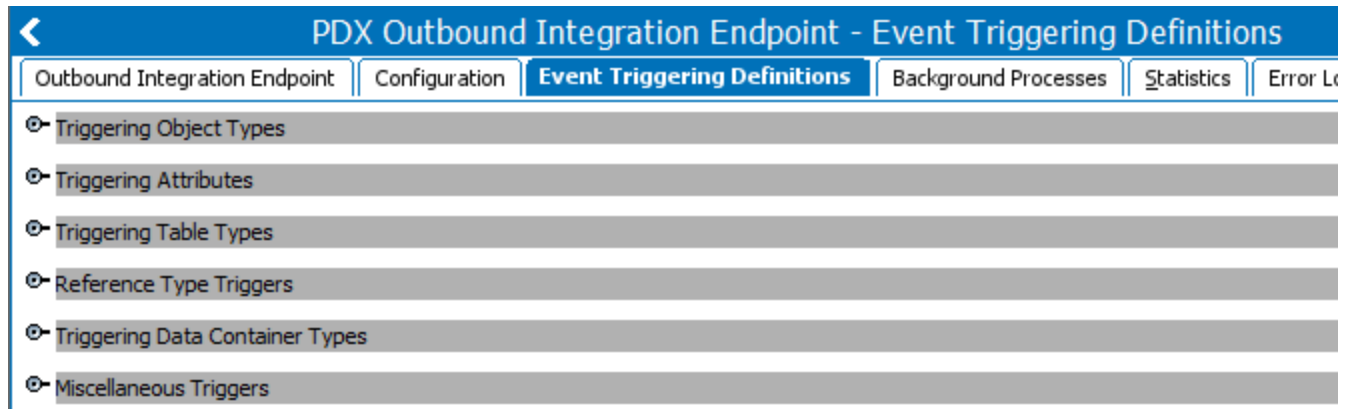 PDX Outbound Integration Endpoint - Event Triggering Definitions
Outbound Integration Endpoint Configuration Event Triggering Definitions Background Processes Statistics Error
Triggering Object Types
Triggering Attributes
Triggering Table Types
Reference Type Triggers
Triggering Data Container Types
Miscellaneous Triggers